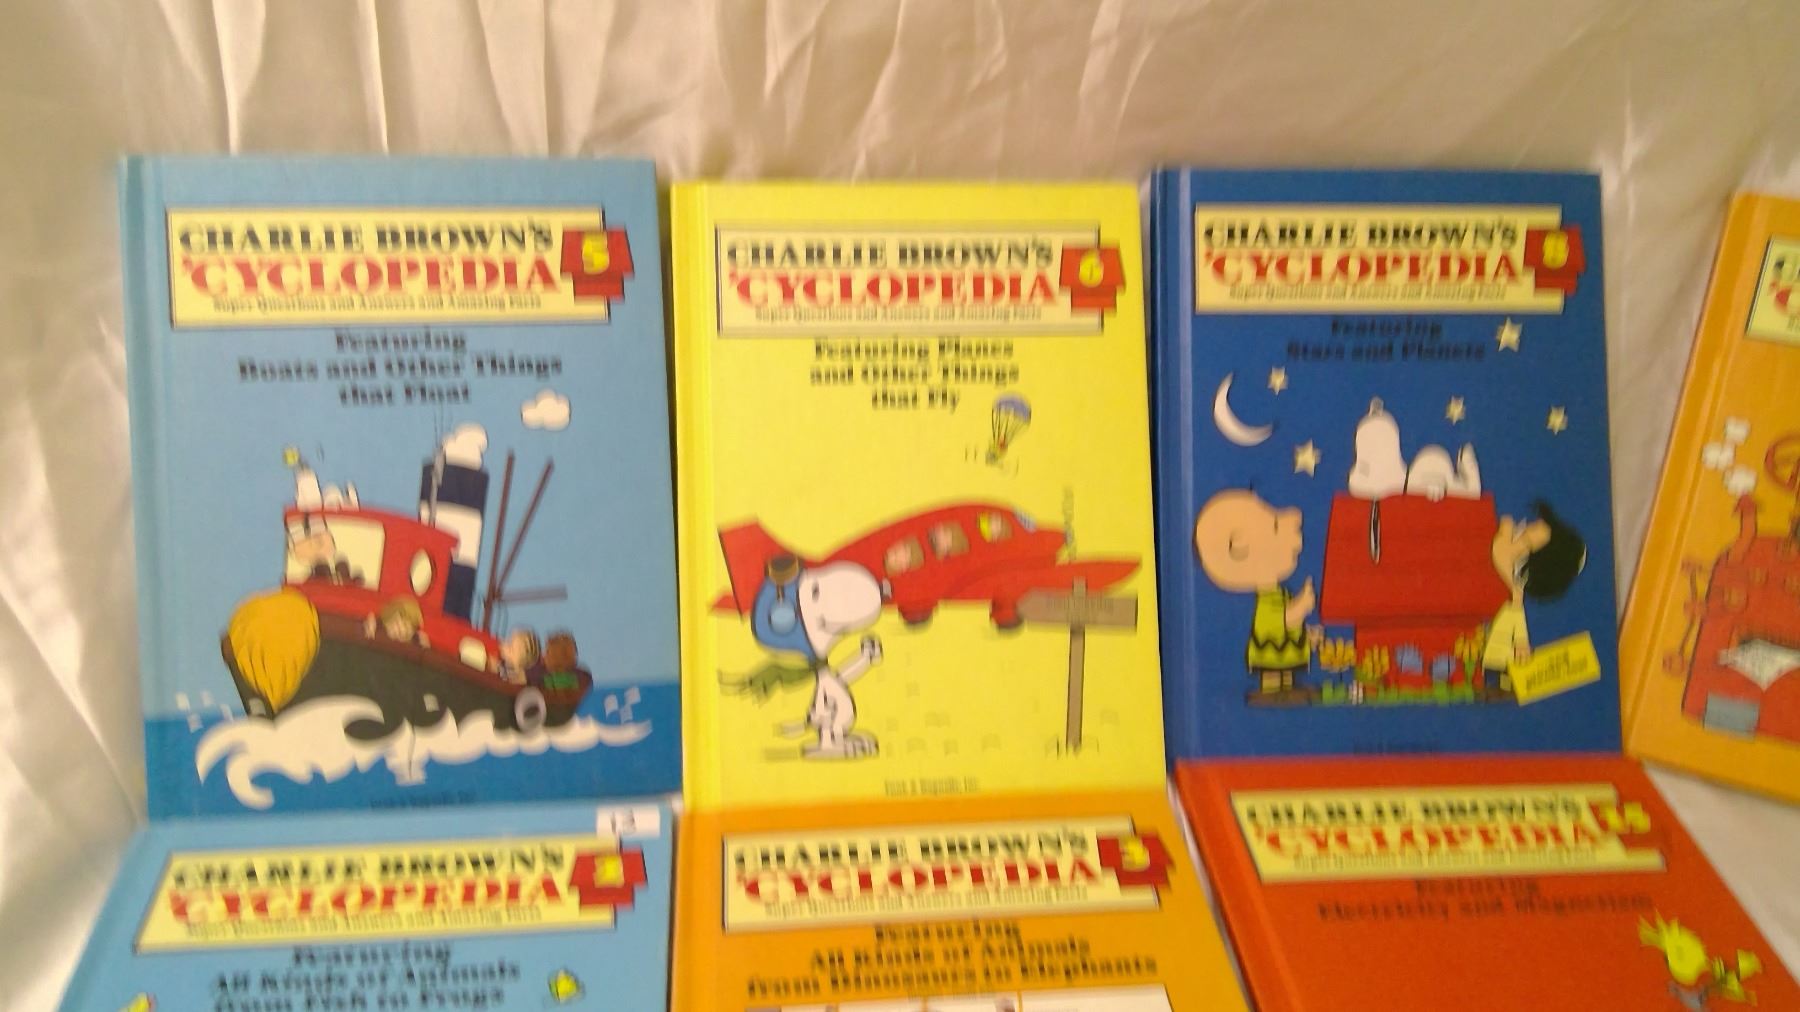 CHARLIE BROWN'S
'CYCLOPEDIA
5
Super Questions and Answers and Amazing Facts
Featuring
Boats and Other Things
that Float
CHARLIE BROWN'S
'CYCLOPEDIA
6
Super Questions and Answers and Amazing Facts
Featuring Planes
and Other Things
that Fly
CHARLIE BROWN'S
'CYCLOPEDIA
8
Super Questions and Answers and Amazing Facts
Featuring
Stars and Planets
CHARLIE BROWN'S
'CYCLOPEDIA
2
Super Questions and Answers and Amazing Facts
Featuring
All Kinds of Animals
from Fish to Frogs
CHARLIE BROWN'S
'CYCLOPEDIA
3
Super Questions and Answers and Amazing Facts
Featuring
All Kinds of Animals
from Dinosaurs to Elephants
CHARLIE BROWN'S
'CYCLOPEDIA
Super Questions and Answers and Amazing Facts
Featuring
Electricity and Magnetism